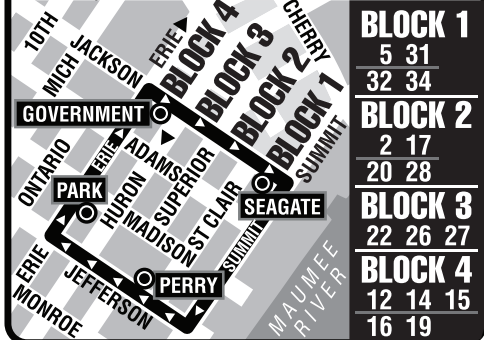 10TH
MICH
JACKSON
ERIE
BLOCK 4
BLOCK 3
BLOCK 2
BLOCK 1
CHERRY
SUMMIT
GOVERNMENT
ONTARIO
ERIE
ADAMS
SUPERIOR
HURON
MADISON
ST CLAIR
SUMMIT
SEAGATE
PARK
ERIE
MONROE
JEFFERSON
PERRY
MAUMEE
RIVER
BLOCK 1
5 31
32 34
BLOCK 2
2 17
20 28
BLOCK 3
22 26 27
BLOCK 4
12 14 15
16 19